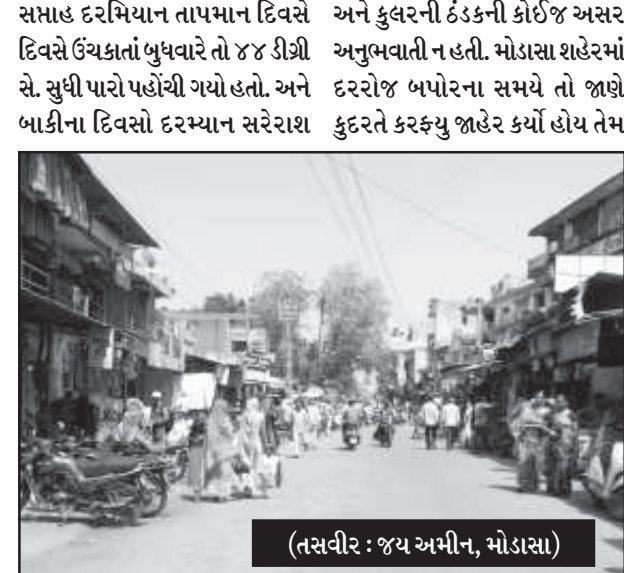 સપ્તાહ દરમિયાન તાપમાન દિવસે
દિવસે ઉંચકાતાં બુધવારે તો ૪૪ ડીગ્રી
સે. સુધી પારો પહોંચી ગયો હતો. અને
બાકીના દિવસો દરમ્યાન સરેરાશ
અને કુલરની ઠંડકની કોઈજ અસર
અનુભવાતી ન હતી. મોડાસા શહેરમાં
દરરોજ બપોરના સમયે તો જાણે
કુદરતે કરફ્યુ જાહેર કર્યો હોય તેમ
(તસવીર : જય અમીન, મોડાસા)